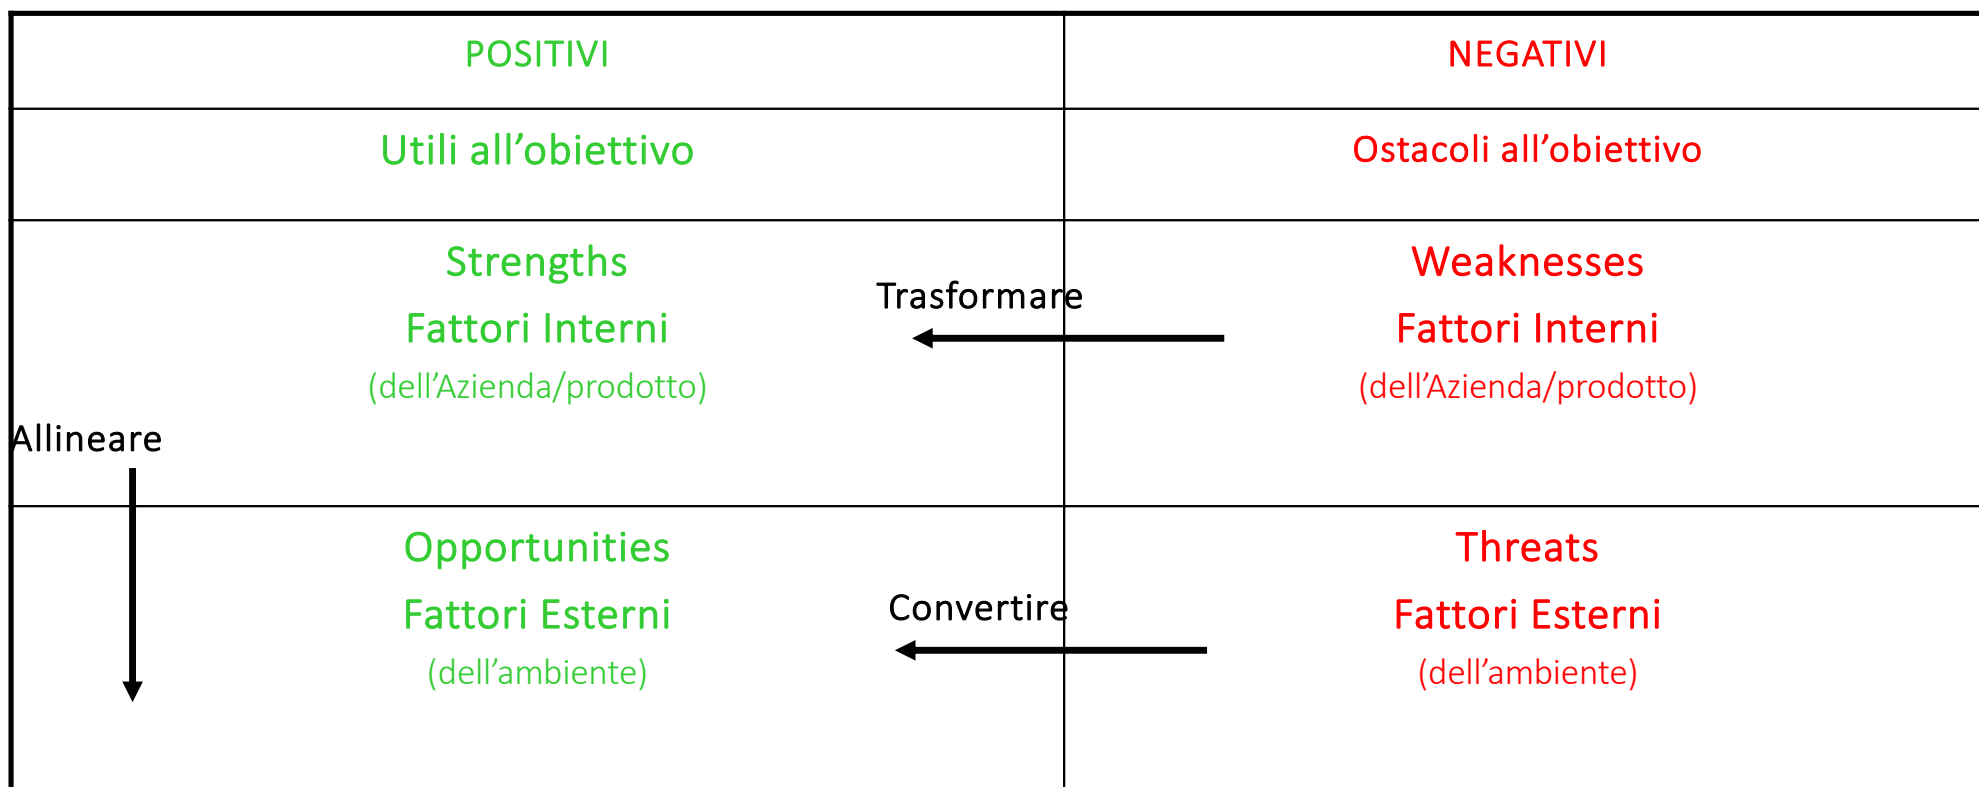 POSITIVI
NEGATIVI
Utili all’obiettivo
Ostacoli all’obiettivo
Strengths
Fattori Interni
(dell’Azienda/prodotto)
Trasformare
Weaknesses
Fattori Interni
(dell’Azienda/prodotto)
Allineare
Opportunities
Fattori Esterni
(dell’ambiente)
Convertire
Threats
Fattori Esterni
(dell’ambiente)